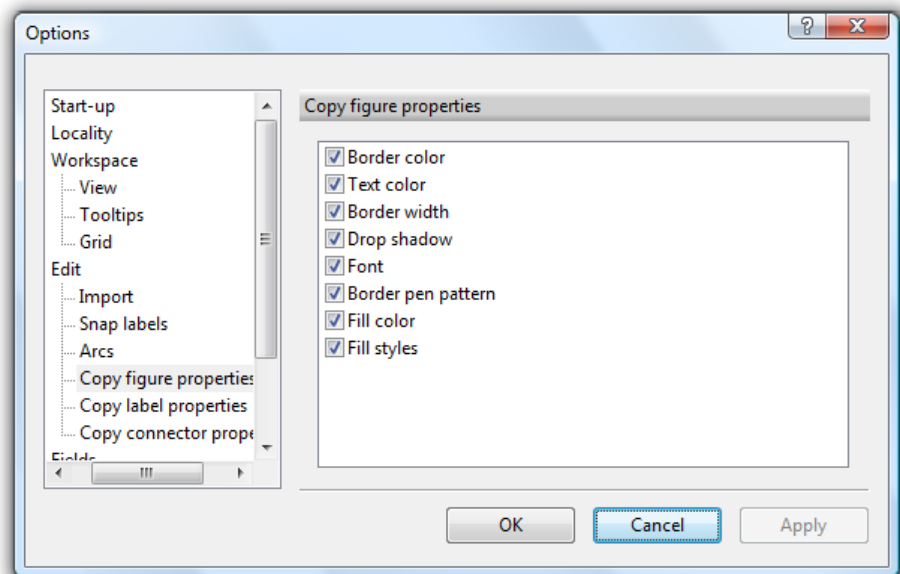 Options
Start-up
Locality
Workspace
View
Tooltips
Grid
Edit
Import
Snap labels
Arcs
Copy figure properties
Copy label properties
Copy connector prope
Fields
Copy figure properties
Border color
Text color
Border width
Drop shadow
Font
Border pen pattern
Fill color
Fill styles
OK
Cancel
Apply